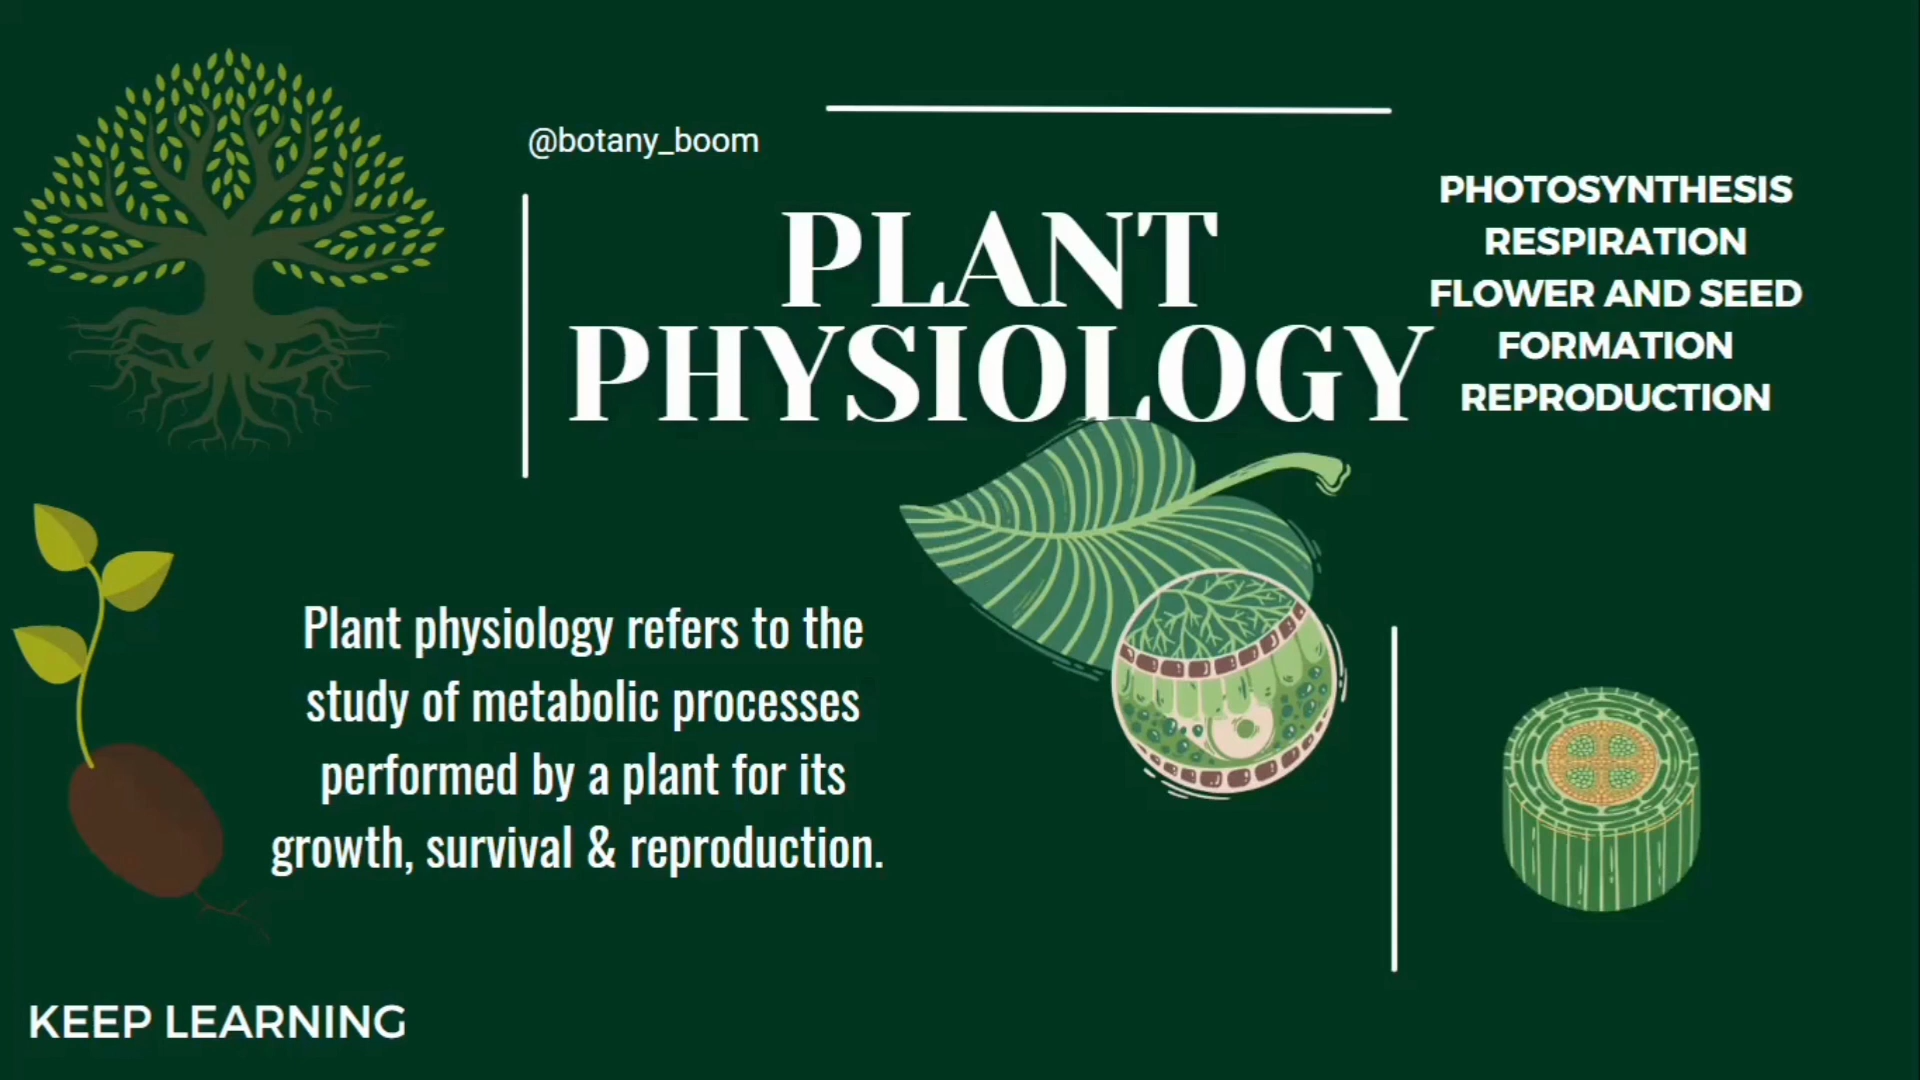 @botany_boom
PLANT
PHYSIOLOGY
PHOTOSYNTHESIS
RESPIRATION
FLOWER AND SEED
FORMATION
REPRODUCTION
Plant physiology refers to the
study of metabolic processes
performed by a plant for its
growth, survival & reproduction.
KEEP LEARNING